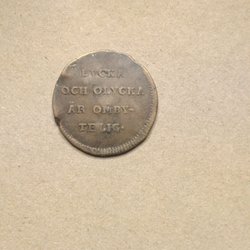 LYCKA
OCH OLYCKA
ÄR OMBY-
TELIG.